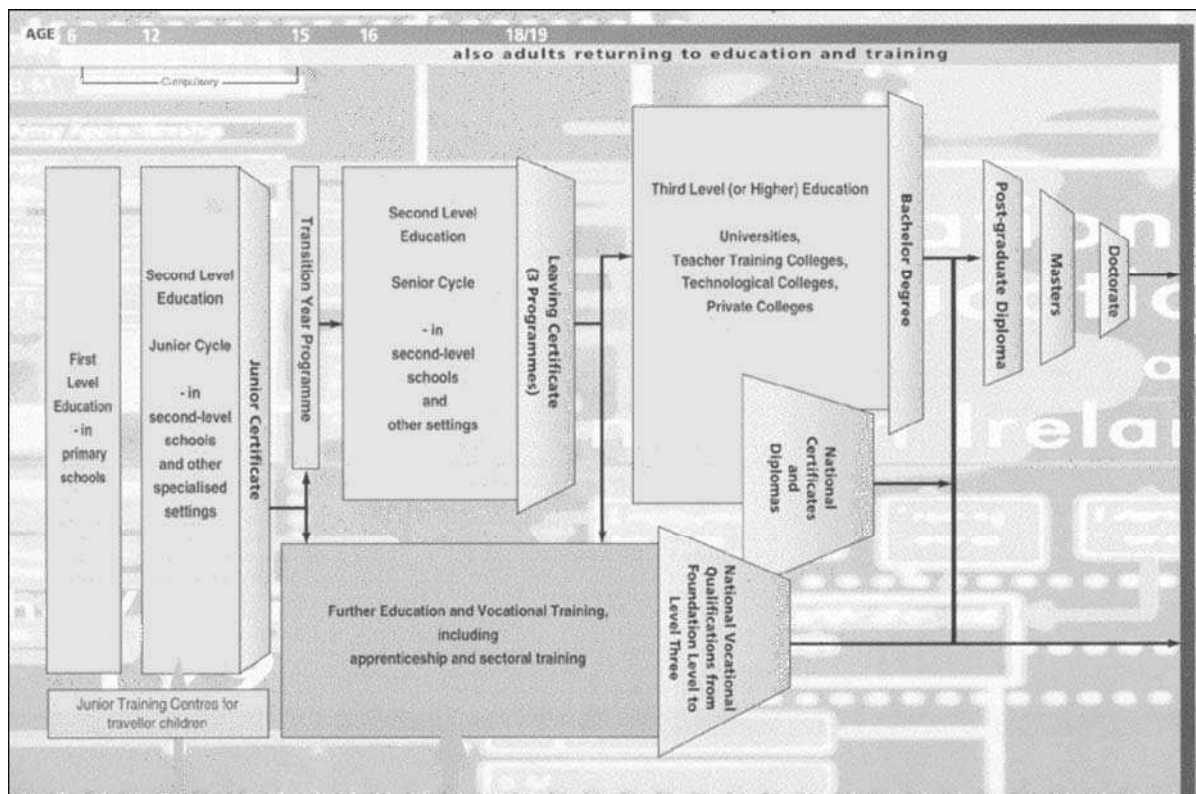 AGE 6 12 15 16 18/19
also adults returning to education and training
Compulsory
Army Apprenticeship
First
Level
Education
- in
primary
schools
Second Level
Education
Junior Cycle
- in
second-level
schools
and other
specialised
settings
Junior Certificate
Transition Year Programme
Second Level
Education
Senior Cycle
- in
second-level
schools
and
other settings
Leaving Certificate
(3 Programmes)
Third Level (or Higher) Education
Universities,
Teacher Training Colleges,
Technological Colleges,
Private Colleges
Bachelor Degree
Post-graduate Diploma
Masters
Doctorate
National
Certificates
and
Diplomas
Further Education and Vocational Training,
including
apprenticeship and sectoral training
National Vocational
Qualifications from
Foundation Level to
Level Three
Junior Training Centres for
traveller children